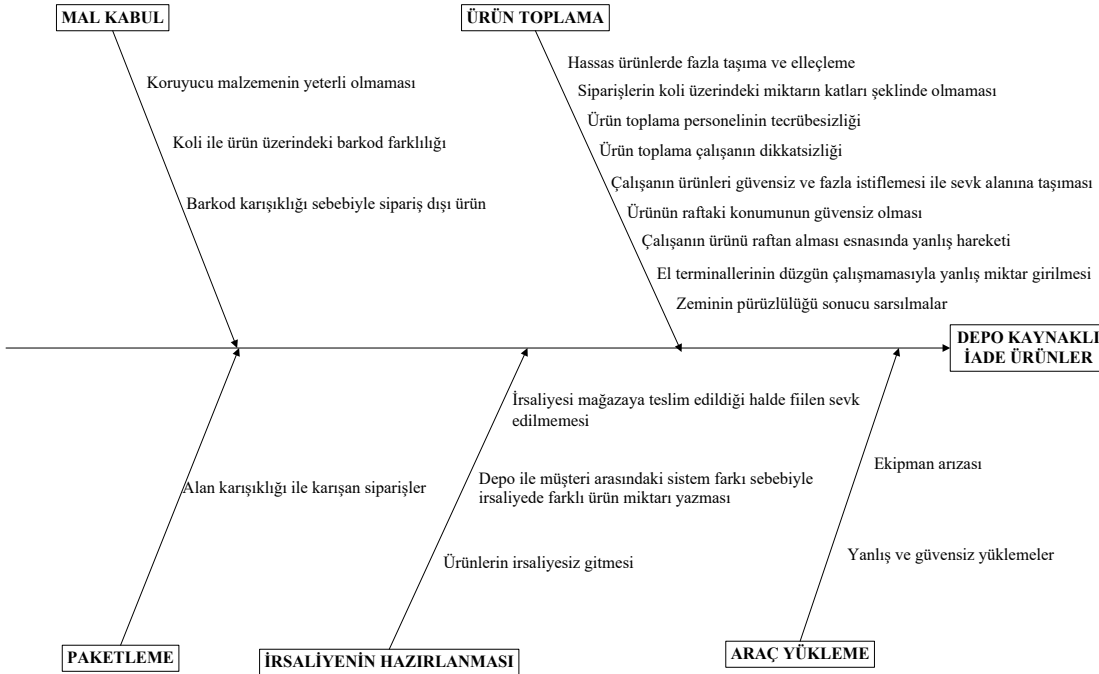 MAL KABUL
Koruyucu malzemenin yeterli olmaması
Koli ile ürün üzerindeki barkod farklılığı
Barkod karışıklığı sebebiyle sipariş dışı ürün
ÜRÜN TOPLAMA
Hassas ürünlerde fazla taşıma ve elleçleme
Siparişlerin koli üzerindeki miktarın katları şeklinde olmaması
Ürün toplama personelinin tecrübesizliği
Ürün toplama çalışanın dikkatsizliği
Çalışanın ürünleri güvensiz ve fazla istiflemesi ile sevk alanına taşıması
Ürünün raftaki konumunun güvensiz olması
Çalışanın ürünü raftan alması esnasında yanlış hareketi
El terminallerinin düzgün çalışmamasıyla yanlış miktar girilmesi
Zeminin pürüzlülüğü sonucu sarsılmalar
DEPO KAYNAKLI
İADE ÜRÜNLER
Alan karışıklığı ile karışan siparişler
PAKETLEME
İrsaliyesi mağazaya teslim edildiği halde fiilen sevk
edilmemesi
Depo ile müşteri arasındaki sistem farkı sebebiyle
irsaliyede farklı ürün miktarı yazması
Ürünlerin irsaliyesiz gitmesi
İRSALİYENİN HAZIRLANMASI
Ekipman arızası
Yanlış ve güvensiz yüklemeler
ARAÇ YÜKLEME